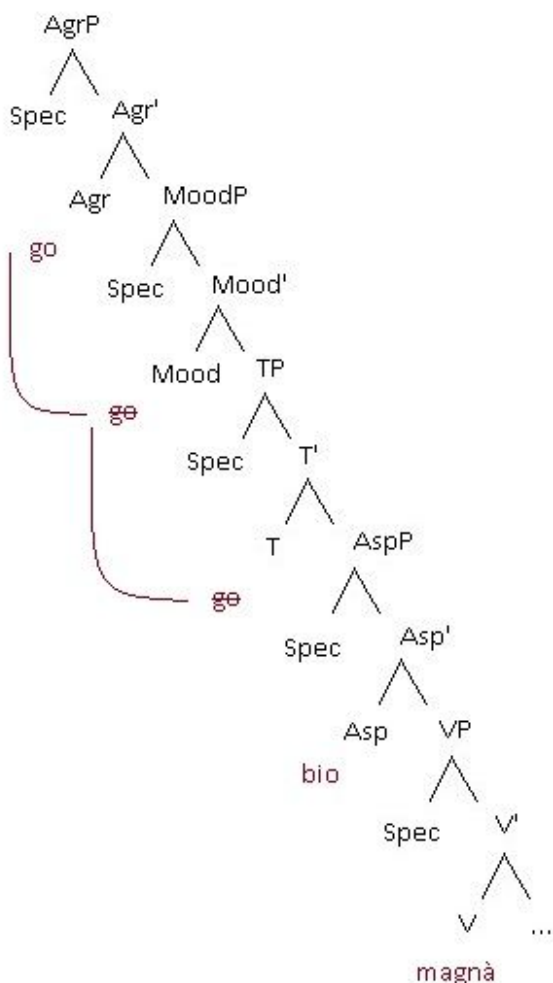 AgrP
Spec Agr'
Agr MoodP
go
Spec Mood'
Mood TP
go
Spec T'
T AspP
go
Spec Asp'
Asp VP
bio
Spec V'
V ...
magnà